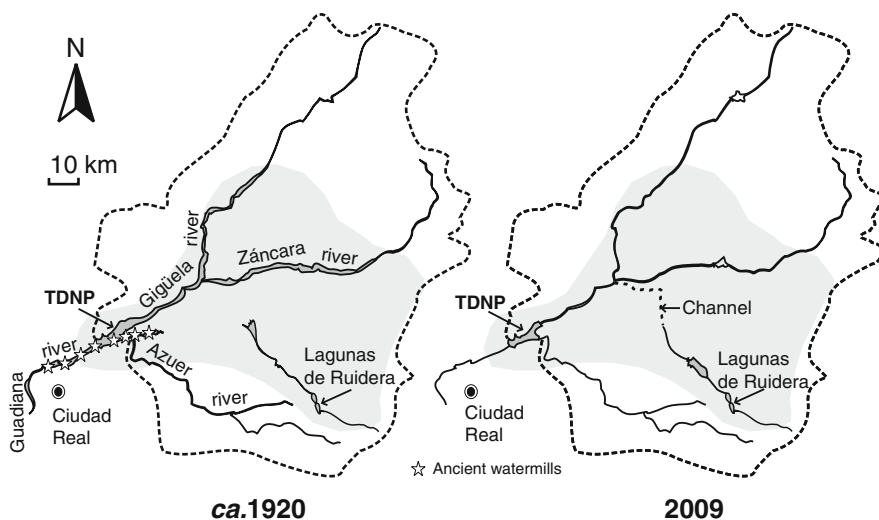 N
10 km
TDNP
Gigüela
river
Záncara river
river
Guadiana
Azuer
river
Lagunas
de Ruidera
Ciudad
Real
Ancient watermills
ca.1920
TDNP
Channel
Lagunas
de Ruidera
Ciudad
Real
2009